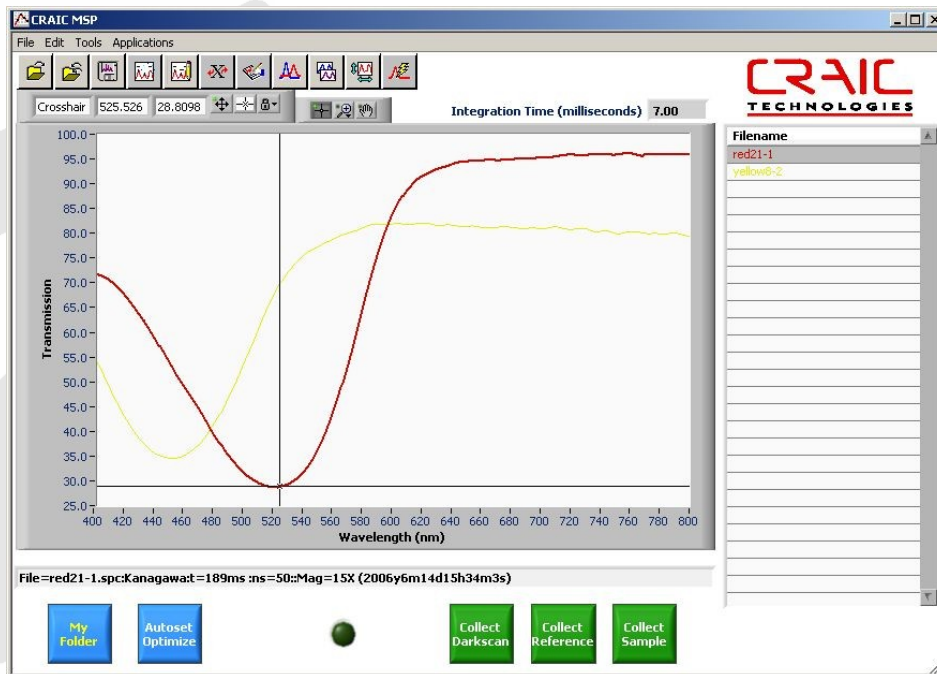 CRAIC MSP
File Edit Tools Applications
Crosshair 525.526 28.8098
Integration Time (milliseconds) 7.00
CRAIC
TECHNOLOGIES
Filename
red21-1
yellow6-2
Transmission
100.0
95.0
90.0
85.0
80.0
75.0
70.0
65.0
60.0
55.0
50.0
45.0
40.0
35.0
30.0
25.0
400 420 440 460 480 500 520 540 560 580 600 620 640 660 680 700 720 740 760 780 800
Wavelength (nm)
File=red21-1.spc:Kanagawa:t=189ms :ns=50::Mag=15X (2006y6m14d15h34m3s)
My
Folder
Autoset
Optimize
Collect
Darkscan
Collect
Reference
Collect
Sample